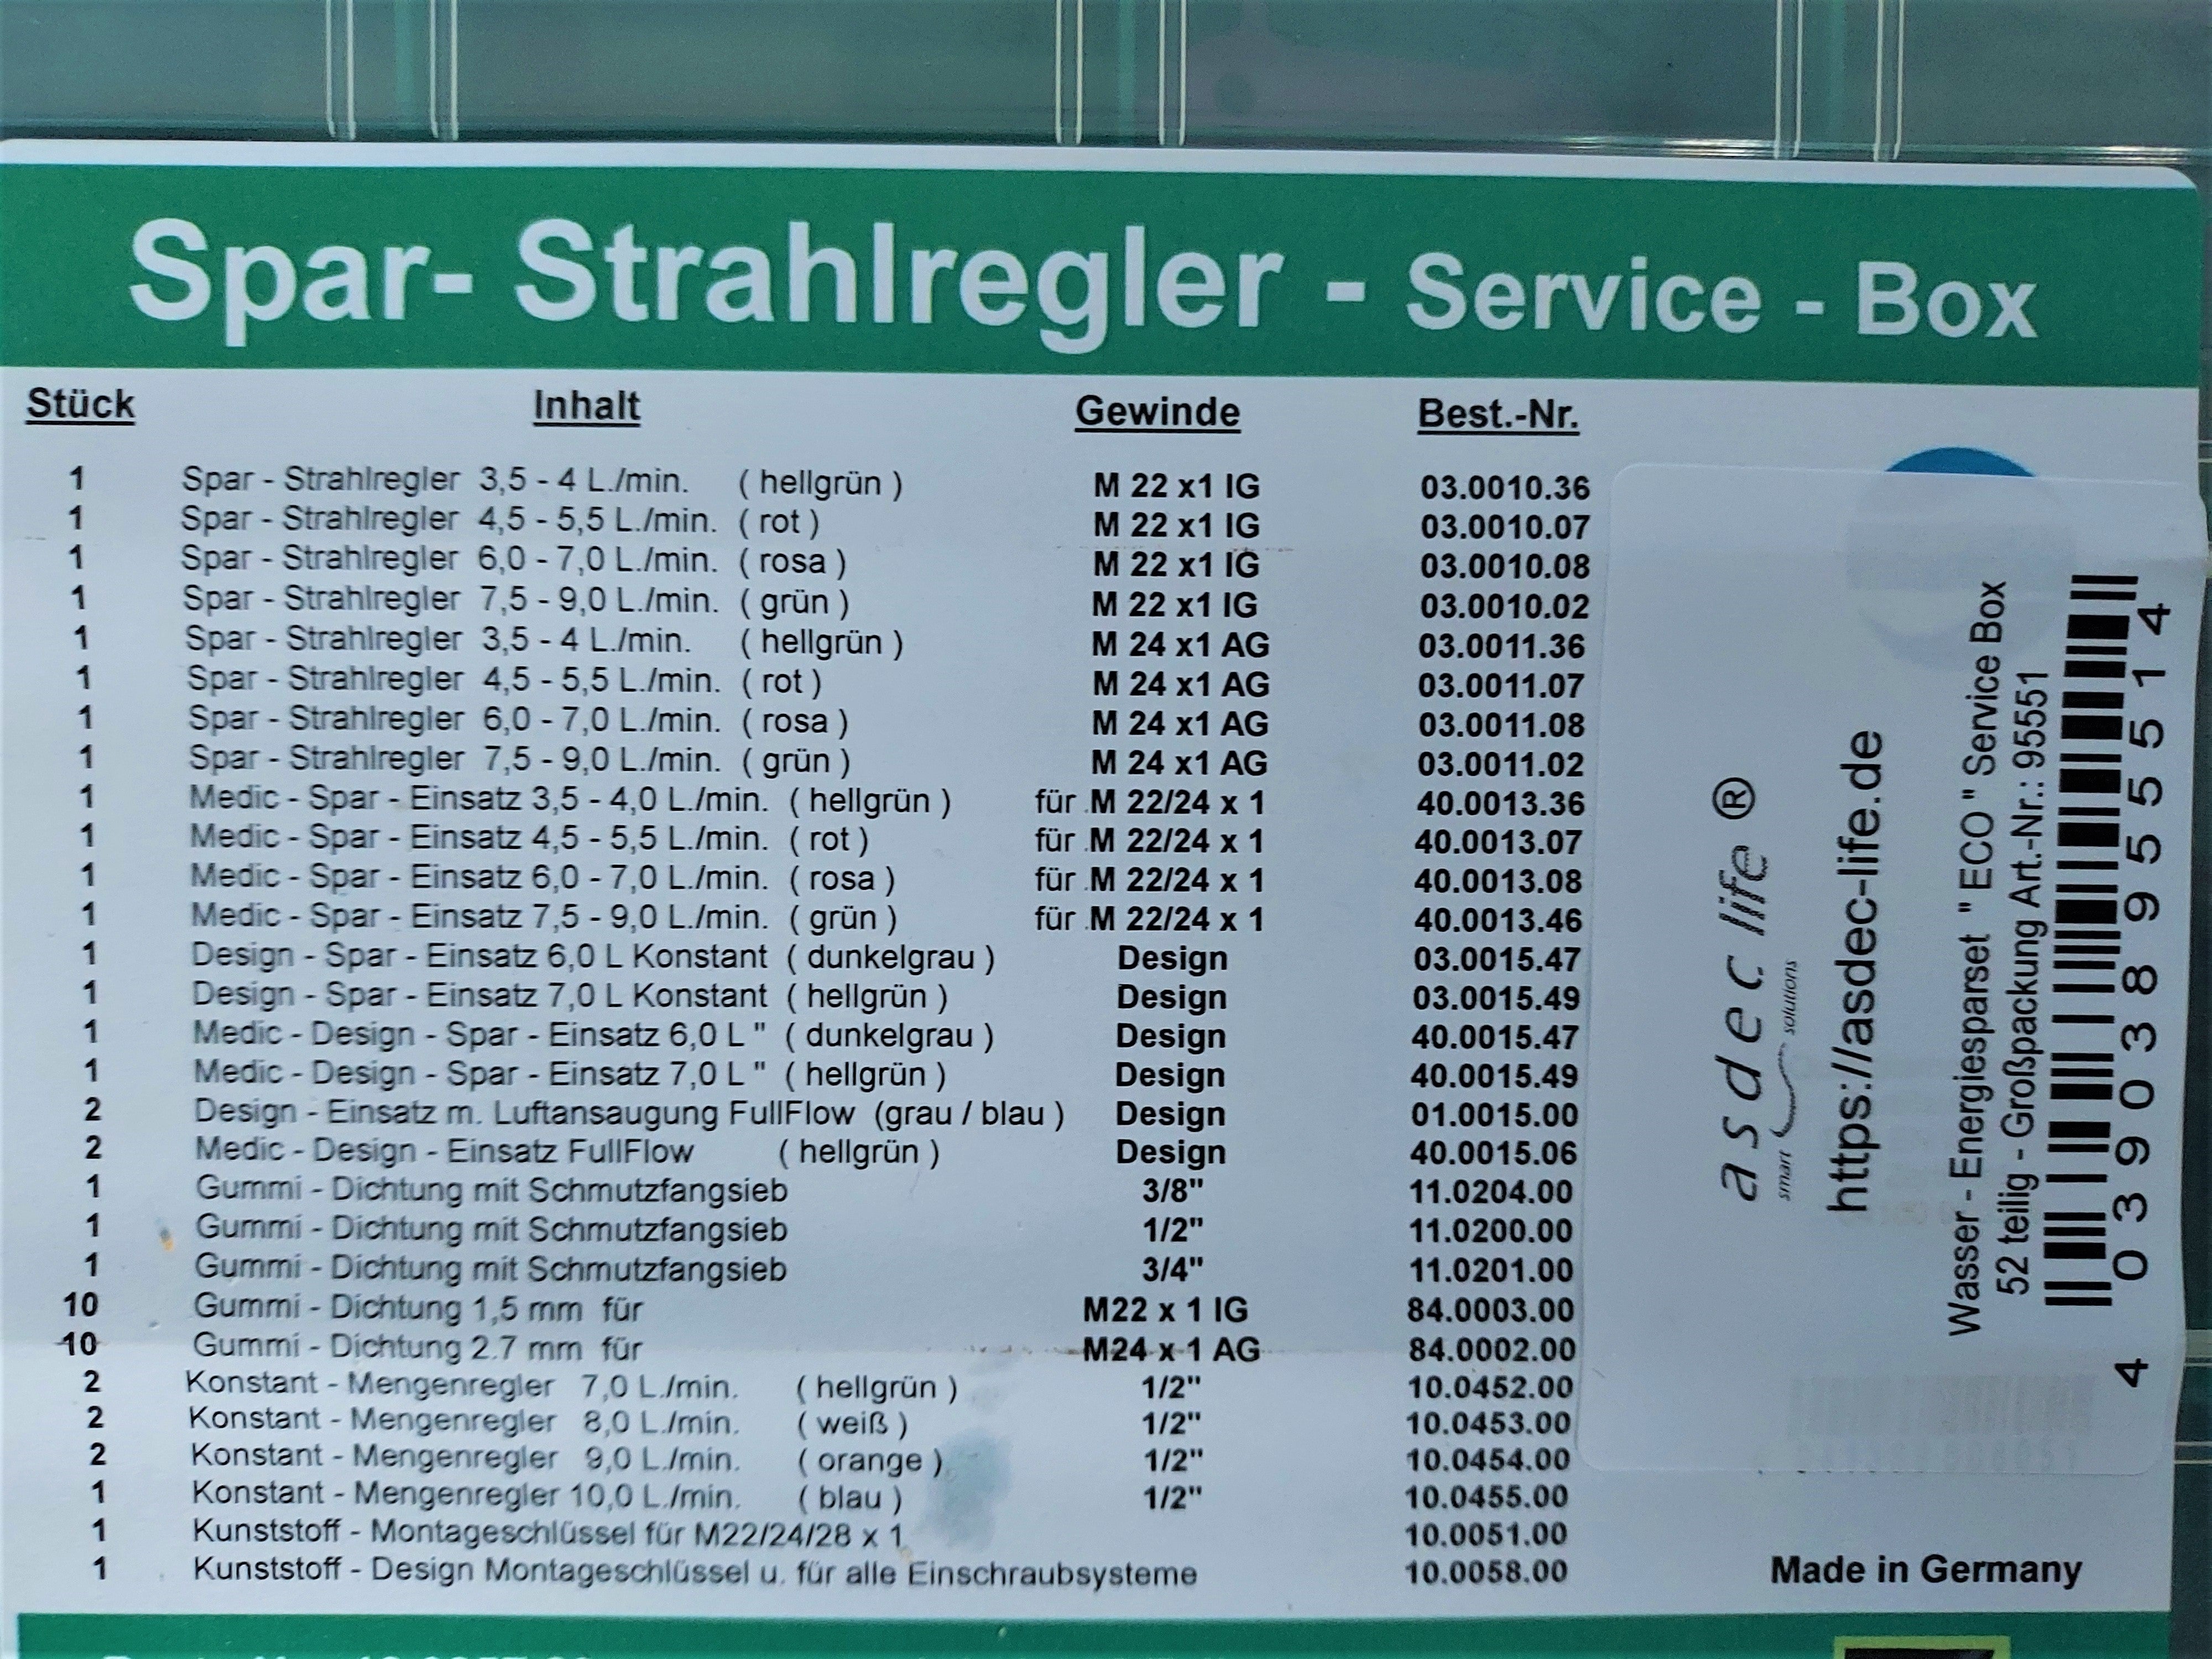 Spar- Strahlregler - Service - Box
Stück Inhalt Gewinde Best.-Nr.
1 Spar - Strahlregler 3,5 - 4 L./min. ( hellgrün ) M 22 x1 IG 03.0010.36
1 Spar - Strahlregler 4,5 - 5,5 L./min. ( rot ) M 22 x1 IG 03.0010.07
1 Spar - Strahlregler 6,0 - 7,0 L./min. ( rosa ) M 22 x1 IG 03.0010.08
1 Spar - Strahlregler 7,5 - 9,0 L./min. ( grün ) M 22 x1 IG 03.0010.02
1 Spar - Strahlregler 3,5 - 4 L./min. ( hellgrün ) M 24 x1 AG 03.0011.36
1 Spar - Strahlregler 4,5 - 5,5 L./min. ( rot ) M 24 x1 AG 03.0011.07
1 Spar - Strahlregler 6,0 - 7,0 L./min. ( rosa ) M 24 x1 AG 03.0011.08
1 Spar - Strahlregler 7,5 - 9,0 L./min. ( grün ) M 24 x1 AG 03.0011.02
1 Medic - Spar - Einsatz 3,5 - 4,0 L./min. ( hellgrün ) für M 22/24 x 1 40.0013.36
1 Medic - Spar - Einsatz 4,5 - 5,5 L./min. ( rot ) für M 22/24 x 1 40.0013.07
1 Medic - Spar - Einsatz 6,0 - 7,0 L./min. ( rosa ) für M 22/24 x 1 40.0013.08
1 Medic - Spar - Einsatz 7,5 - 9,0 L./min. ( grün ) für M 22/24 x 1 40.0013.46
1 Design - Spar - Einsatz 6,0 L Konstant ( dunkelgrau ) Design 03.0015.47
1 Design - Spar - Einsatz 7,0 L Konstant ( hellgrün ) Design 03.0015.49
1 Medic - Design - Spar - Einsatz 6,0 L " ( dunkelgrau ) Design 40.0015.47
1 Medic - Design - Spar - Einsatz 7,0 L " ( hellgrün ) Design 40.0015.49
2 Design - Einsatz m. Luftansaugung FullFlow (grau / blau ) Design 01.0015.00
2 Medic - Design - Einsatz FullFlow ( hellgrün ) Design 40.0015.06
1 Gummi - Dichtung mit Schmutzfangsieb 3/8" 11.0204.00
1 Gummi - Dichtung mit Schmutzfangsieb 1/2" 11.0200.00
1 Gummi - Dichtung mit Schmutzfangsieb 3/4" 11.0201.00
10 Gummi - Dichtung 1,5 mm für M22 x 1 IG 84.0003.00
10 Gummi - Dichtung 2.7 mm für M24 x 1 AG 84.0002.00
2 Konstant - Mengenregler 7,0 L./min. ( hellgrün ) 1/2" 10.0452.00
2 Konstant - Mengenregler 8,0 L./min. ( weiß ) 1/2" 10.0453.00
2 Konstant - Mengenregler 9,0 L./min. ( orange ) 1/2" 10.0454.00
1 Konstant - Mengenregler 10,0 L./min. ( blau ) 1/2" 10.0455.00
1 Kunststoff - Montageschlüssel für M22/24/28 x 1 10.0051.00
1 Kunststoff - Design Montageschlüssel u. für alle Einschraubsysteme 10.0058.00
Made in Germany
asdec life ®
smart solutions
https://asdec-life.de
Wasser - Energiesparset " ECO " Service Box
52 teilig - Großpackung Art.-Nr.: 95551
4 039038 955514